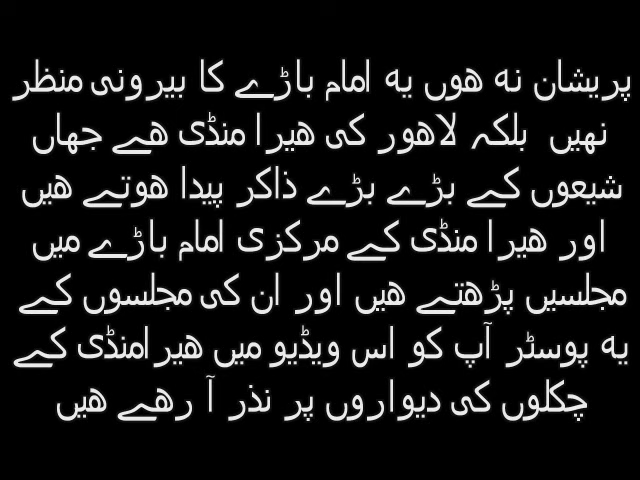 پریشان نہ ھوں یہ امام باڑے کا بیرونی منظر
نھیں بلکہ لاھور کی ھیرا منڈی ھے جھاں
شیعوں کے بڑے بڑے ذاکر پیدا ھوتے ھیں
اور ھیرا منڈی کے مرکزی امام باڑے میں
مجلسیں پڑھتے ھیں اور ان کی مجلسوں کے
یہ پوسٹر آپ کو اس ویڈیو میں ھیرامنڈی کے
چکلوں کی دیواروں پر نذر آ رھے ھیں